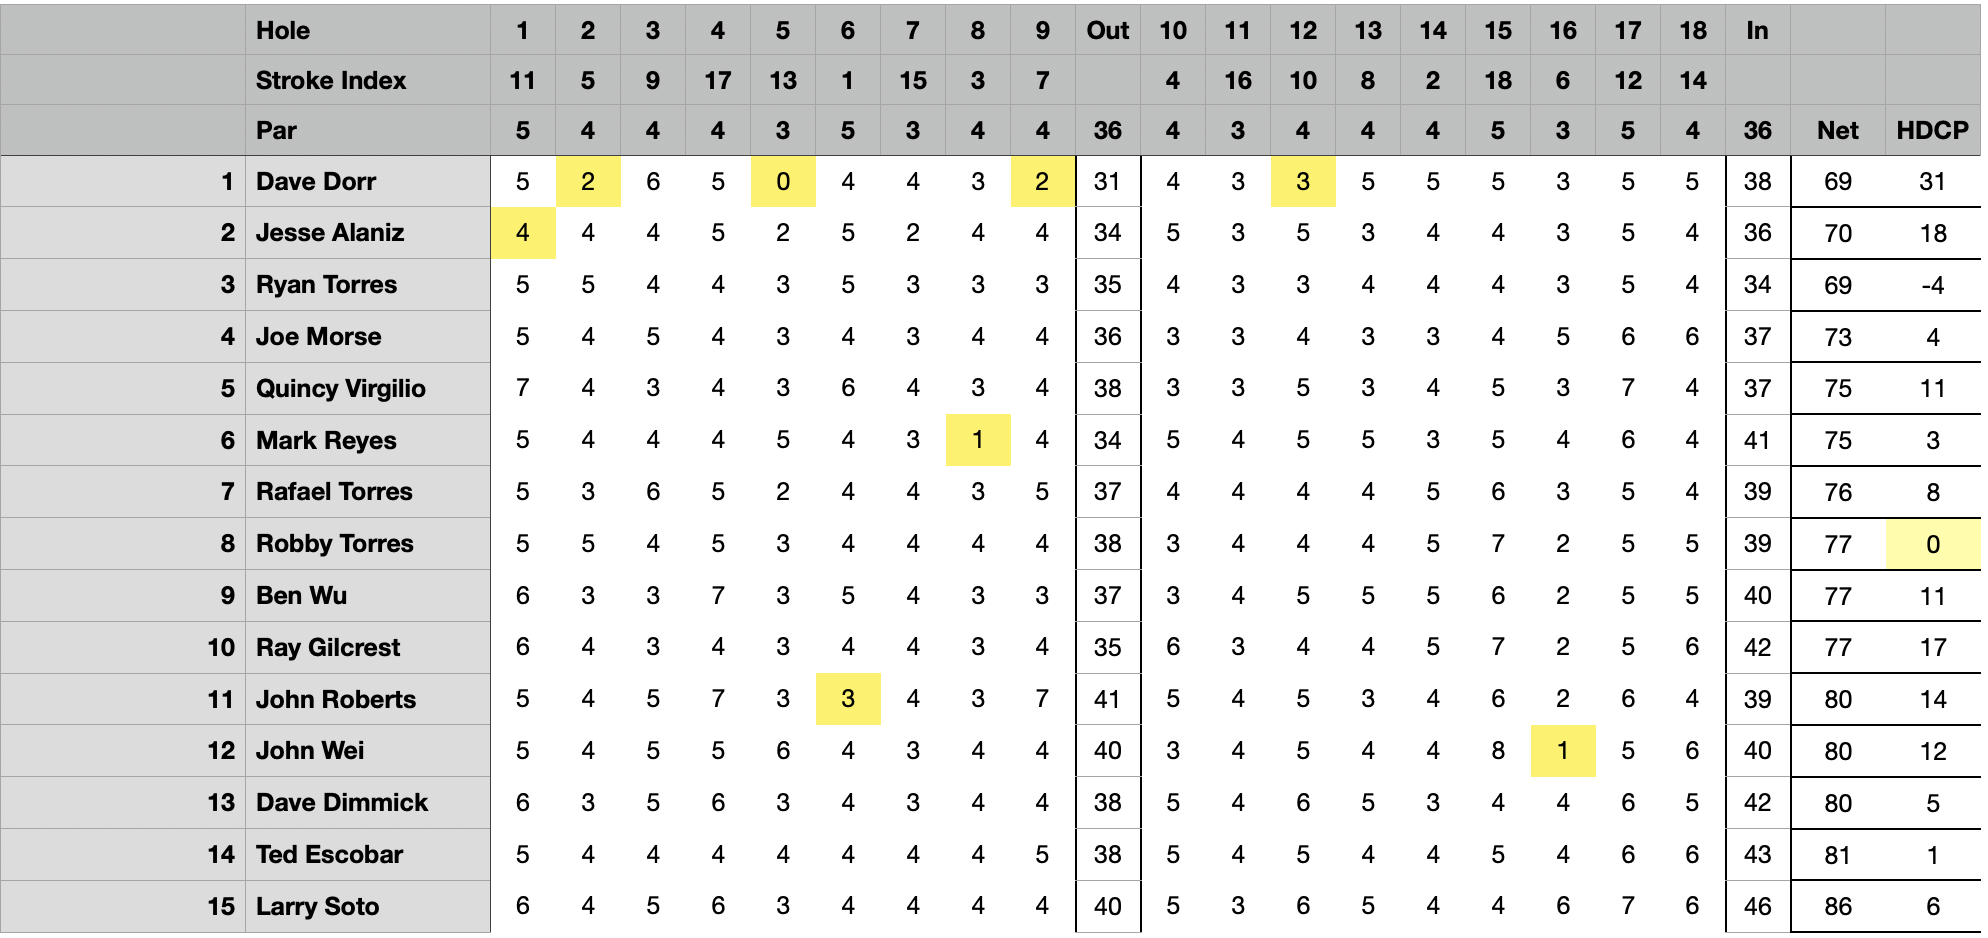 Hole 1 2 3 4 5 6 7 8 9 Out 10 11 12 13 14 15 16 17 18 In
Stroke Index 11 5 9 17 13 1 15 3 7 4 16 10 8 2 18 6 12 14
Par 5 4 4 4 3 5 3 4 4 36 4 3 4 4 4 5 3 5 4 36 Net HDCP
1 Dave Dorr 5 2 6 5 0 4 4 3 2 31 4 3 3 5 5 5 3 5 5 38 69 31
2 Jesse Alaniz 4 4 4 5 2 5 2 4 4 34 5 3 5 3 4 4 3 5 4 36 70 18
3 Ryan Torres 5 5 4 4 3 5 3 3 3 35 4 3 3 4 4 4 3 5 4 34 69 -4
4 Joe Morse 5 4 5 4 3 4 3 4 4 36 3 3 4 3 3 4 5 6 6 37 73 4
5 Quincy Virgilio 7 4 3 4 3 6 4 3 4 38 3 3 5 3 4 5 3 7 4 37 75 11
6 Mark Reyes 5 4 4 4 5 4 3 1 4 34 5 4 5 5 3 5 4 6 4 41 75 3
7 Rafael Torres 5 3 6 5 2 4 4 3 5 37 4 4 4 4 5 6 3 5 4 39 76 8
8 Robby Torres 5 5 4 5 3 4 4 4 4 38 3 4 4 4 5 7 2 5 5 39 77 0
9 Ben Wu 6 3 3 7 3 5 4 3 3 37 3 4 5 5 5 6 2 5 5 40 77 11
10 Ray Gilcrest 6 4 3 4 3 4 4 3 4 35 6 3 4 4 5 7 2 5 6 42 77 17
11 John Roberts 5 4 5 7 3 3 4 3 7 41 5 4 5 3 4 6 2 6 4 39 80 14
12 John Wei 5 4 5 5 6 4 3 4 4 40 3 4 5 4 4 8 1 5 6 40 80 12
13 Dave Dimmick 6 3 5 6 3 4 3 4 4 38 5 4 6 5 3 4 4 6 5 42 80 5
14 Ted Escobar 5 4 4 4 4 4 4 4 5 38 5 4 5 4 4 5 4 6 6 43 81 1
15 Larry Soto 6 4 5 6 3 4 4 4 4 40 5 3 6 5 4 4 6 7 6 46 86 6